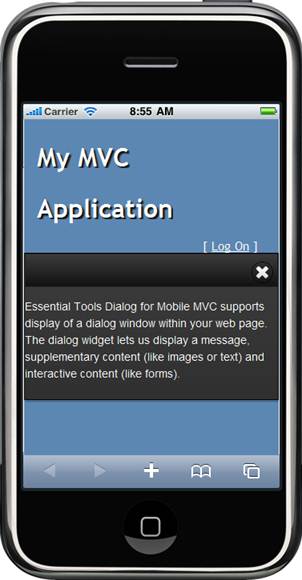 Carrier 8:55 AM
My MVC
Application
[ Log On ]
Essential Tools Dialog for Mobile MVC supports
display of a dialog window within your web page.
The dialog widget lets us display a message,
supplementary content (like images or text) and
interactive content (like forms).